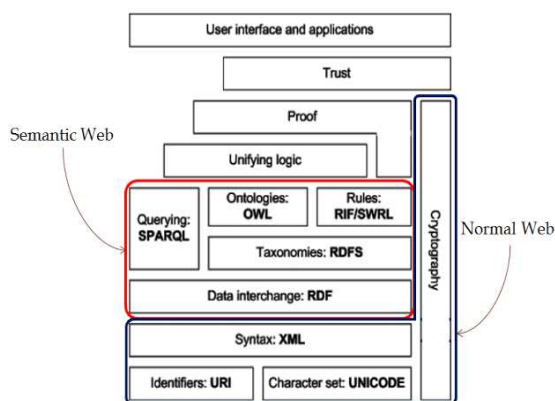 User interface and applications
Trust
Proof
Semantic Web
Unifying logic
Ontologies:
OWL
Rules:
RIF/SWRL
Querying:
SPARQL
Taxonomies: RDFS
Cryptography
Normal Web
Data interchange: RDF
Syntax: XML
Identifiers: URI
Character set: UNICODE